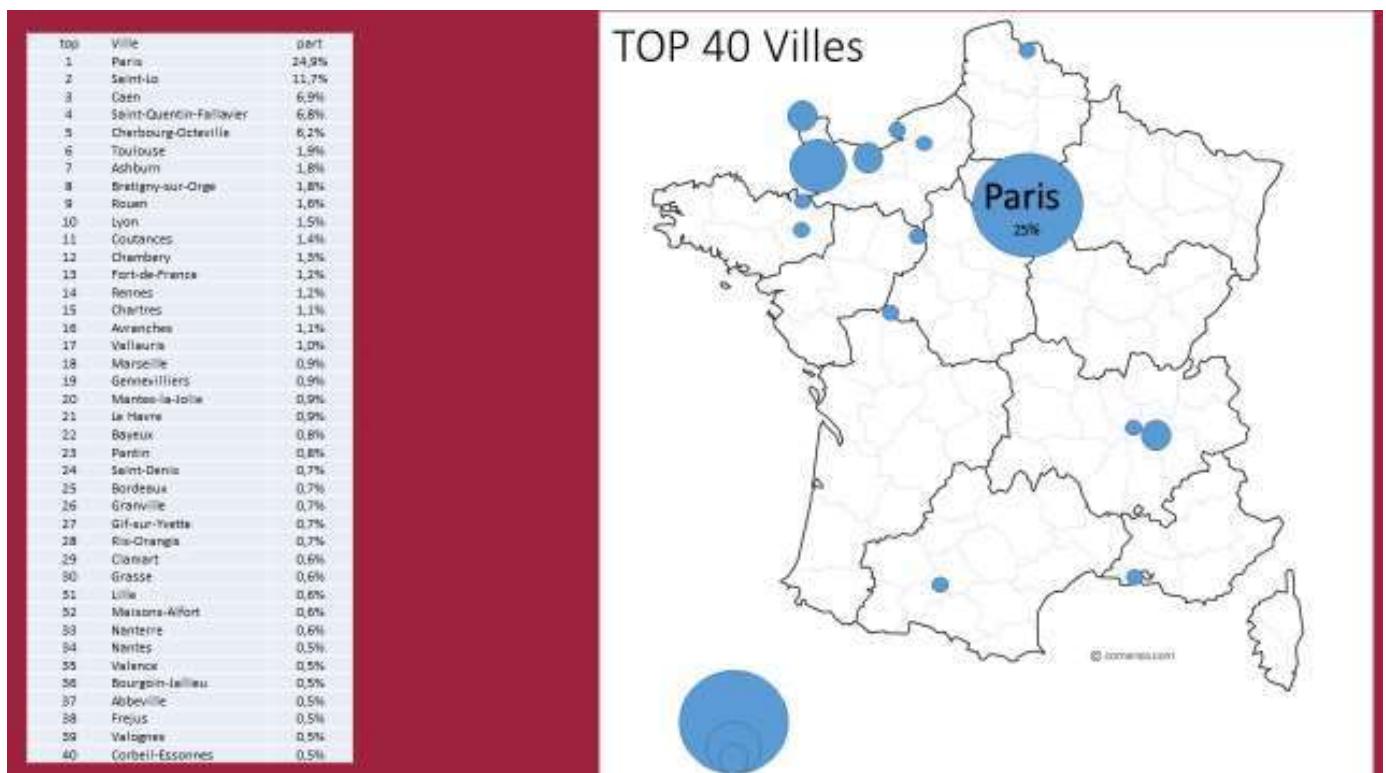 top Ville part
1 Paris 24,9%
2 Saint-Lo 11,7%
3 Caen 6,9%
4 Saint-Quentin-Fallavier 6,8%
5 Cherbourg-Octeville 6,2%
6 Toulouse 1,9%
7 Ashburn 1,8%
8 Bretigny-sur-Orge 1,8%
9 Rouen 1,6%
10 Lyon 1,5%
11 Coutances 1,4%
12 Chambery 1,3%
13 Fort-de-France 1,2%
14 Rennes 1,2%
15 Chartres 1,1%
16 Avranches 1,1%
17 Vallauris 1,0%
18 Marseille 0,9%
19 Gennevilliers 0,9%
20 Mantes-la-Jolie 0,9%
21 Le Havre 0,9%
22 Bayeux 0,8%
23 Pantin 0,8%
24 Saint-Denis 0,7%
25 Bordeaux 0,7%
26 Granville 0,7%
27 Gif-sur-Yvette 0,7%
28 Ris-Orangis 0,7%
29 Clamart 0,6%
30 Grasse 0,6%
31 Lille 0,6%
32 Maisons-Alfort 0,6%
33 Nanterre 0,6%
34 Nantes 0,5%
35 Valence 0,5%
36 Bourgoin-Jallieu 0,5%
37 Abbeville 0,5%
38 Frejus 0,5%
39 Valognes 0,5%
40 Corbeil-Essonnes 0,5%
TOP 40 Villes
Paris
25%
© comersis.com